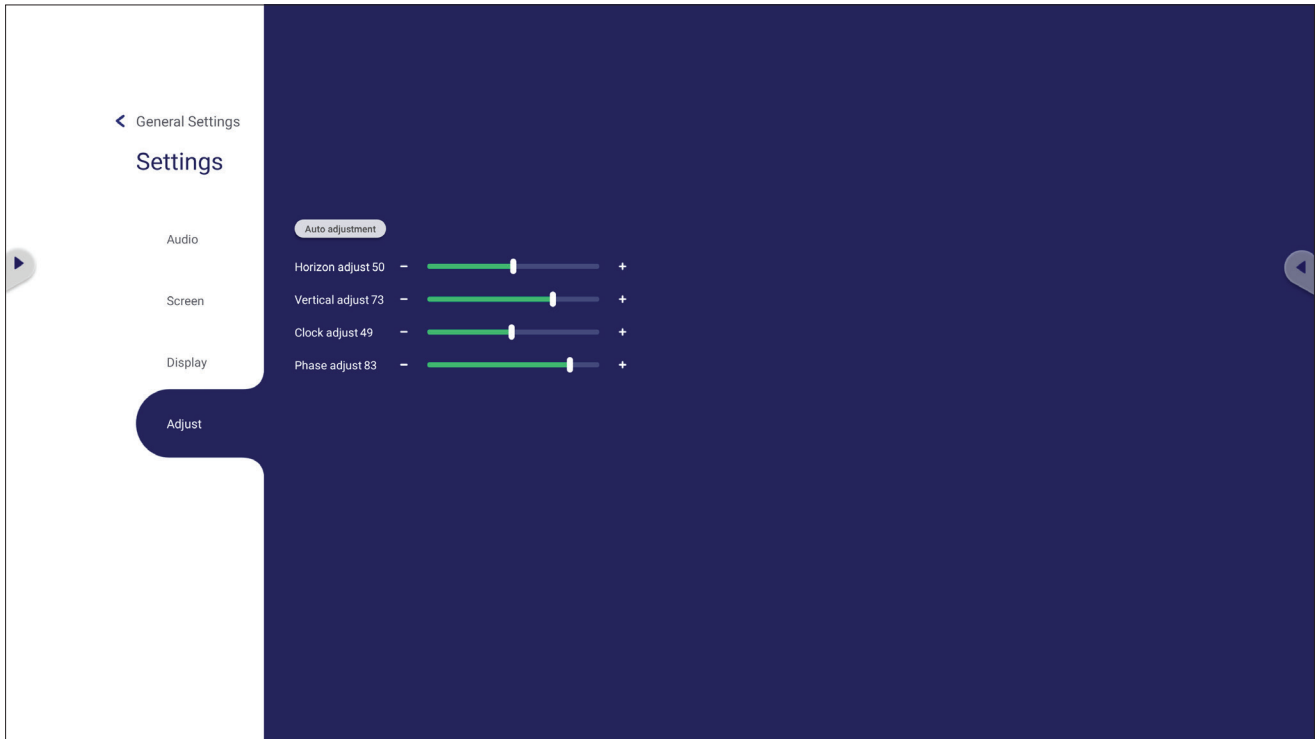 General Settings
Settings
Audio
Screen
Display
Adjust
Auto adjustment
Horizon adjust 50 - +
Vertical adjust 73 - +
Clock adjust 49 - +
Phase adjust 83 - +